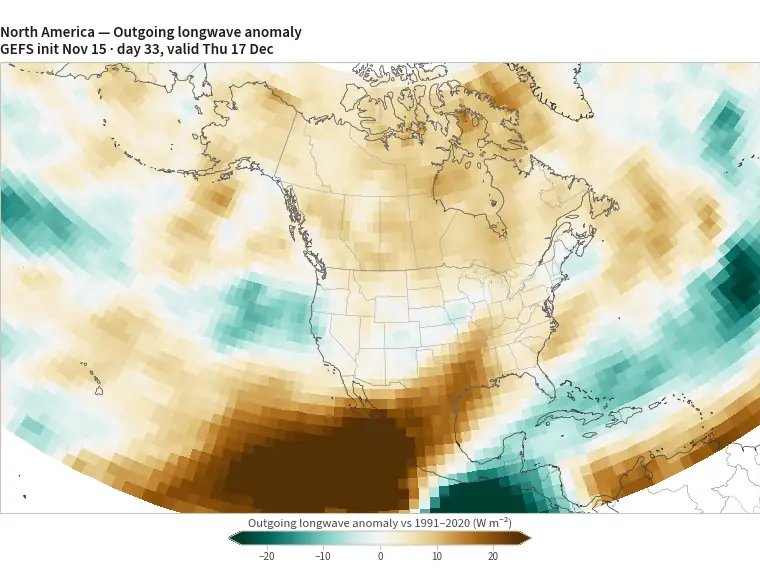 North America — Outgoing longwave anomaly
GEFS init Nov 15 · day 33, valid Thu 17 Dec
Outgoing longwave anomaly vs 1991–2020 (W m⁻²)
−20 −10 0 10 20